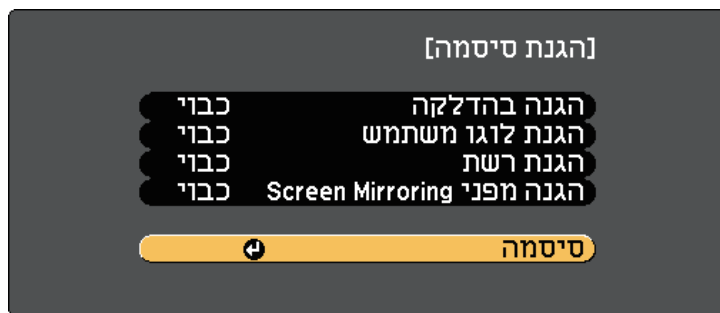 [הגנת סיסמה]
הגנה בהדלקה כבוי
הגנת לוגו משתמש כבוי
הגנת רשת כבוי
הגנה מפני Screen Mirroring כבוי
סיסמה